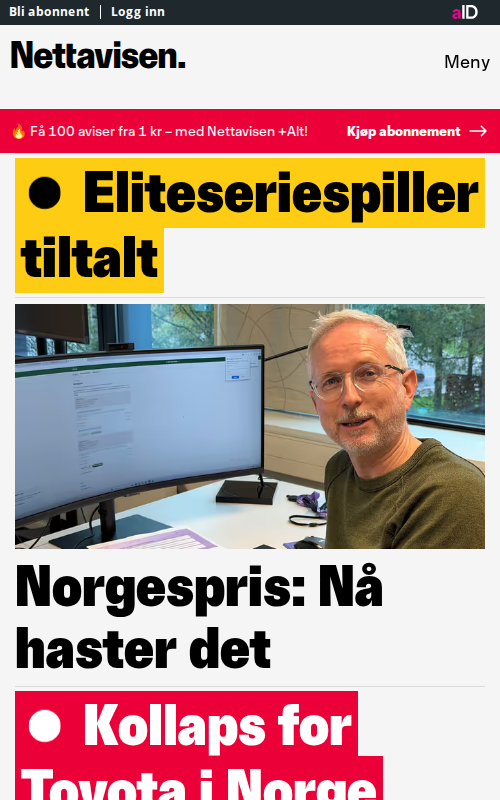 Bli abonnent | Logg inn
aID
Nettavisen.
Meny
🔥 Få 100 aviser fra 1 kr – med Nettavisen +Alt!
Kjøp abonnement →
Eliteseriespiller
tiltalt
Norgespris: Nå
haster det
Kollaps for
Toyota i Norge